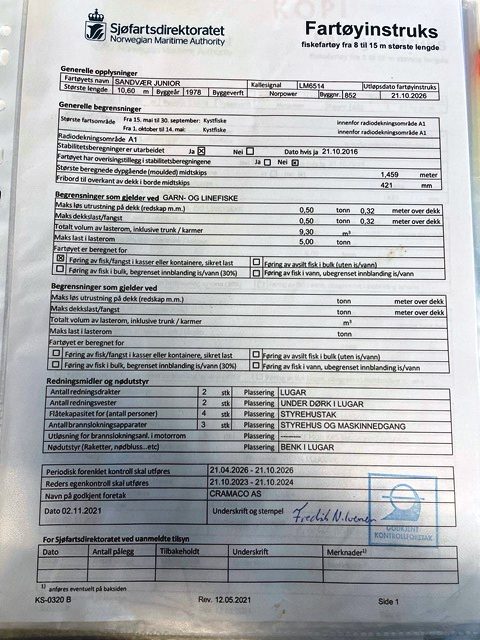 Sjøfartsdirektoratet
Norwegian Maritime Authority
Fartøyinstruks
fiskefartøy fra 8 til 15 m største lengde
Generelle opplysninger
Fartøyets navn SANDVÆR JUNIOR Kallesignal LM6514 Utløpsdato fartøyinstruks
Største lengde 10,60 m Byggeår 1978 Byggeverft Norpower Byggnr. 852 21.10.2026
Generelle begrensninger
Største fartsområde Fra 15. mai til 30. september: Kystfiske innenfor radiodekningsområde A1
Fra 1. oktober til 14. mai: Kystfiske innenfor radiodekningsområde A1
Radiodekningsområde A1
Stabilitetsberegninger er utarbeidet Ja ☒ Nei ☐ Dato hvis ja 21.10.2016
Fartøyet har overisingstillegg i stabilitetsberegningene Ja ☐ Nei ☒
Største beregnede dypgående (moulded) midtskips 1,459 meter
Fribord til overkant av dekk i borde midtskips 421 mm
Begrensninger som gjelder ved GARN- OG LINEFISKE
Maks løs utrustning på dekk (redskap m.m.) 0,50 tonn 0,32 meter over dekk
Maks dekkslast/fangst 0,50 tonn 0,32 meter over dekk
Totalt volum av lasterom, inklusive trunk / karmer 9,30 m³
Maks last i lasterom 5,00 tonn
Fartøyet er beregnet for
☒ Føring av fisk/fangst i kasser eller kontainere, sikret last ☐ Føring av avsilt fisk i bulk (uten is/vann)
☐ Føring av fisk i bulk, begrenset innblanding is/vann (30%) ☐ Føring av fisk i vann, ubegrenset innblanding is/vann
Begrensninger som gjelder ved
Maks løs utrustning på dekk (redskap m.m.) tonn meter over dekk
Maks dekkslast/fangst tonn meter over dekk
Totalt volum av lasterom, inklusive trunk / karmer m³
Maks last i lasterom tonn
Fartøyet er beregnet for
☐ Føring av fisk/fangst i kasser eller kontainere, sikret last ☐ Føring av avsilt fisk i bulk (uten is/vann)
☐ Føring av fisk i bulk, begrenset innblanding is/vann (30%) ☐ Føring av fisk i vann, ubegrenset innblanding is/vann
Redningsmidler og nødutstyr
Antall redningsdrakter 2 stk Plassering LUGAR
Antall redningsvester 2 stk Plassering UNDER DØRK I LUGAR
Flåtekapasitet for (antall personer) 4 stk Plassering STYREHUSTAK
Antall brannslokningsapparater 3 stk Plassering STYREHUS OG MASKINNEDGANG
Utløsning for brannslokningsanl. i motorrom Plassering --------
Nødutstyr (Raketter, nødbluss...etc) Plassering BENK I LUGAR
Periodisk forenklet kontroll skal utføres 21.04.2026 - 21.10.2026
Reders egenkontroll skal utføres 21.10.2023 - 21.10.2024
Navn på godkjent foretak CRAMACO AS
Dato 02.11.2021 Underskrift og stempel Fredrik N.
GODKJENT
KONTROLLFORETAK
For Sjøfartsdirektoratet ved uanmeldte tilsyn
Dato Antall pålegg Tilbakeholdt Underskrift Merknader¹⁾
¹⁾ anføres eventuelt på baksiden
KS-0320 B Rev. 12.05.2021 Side 1